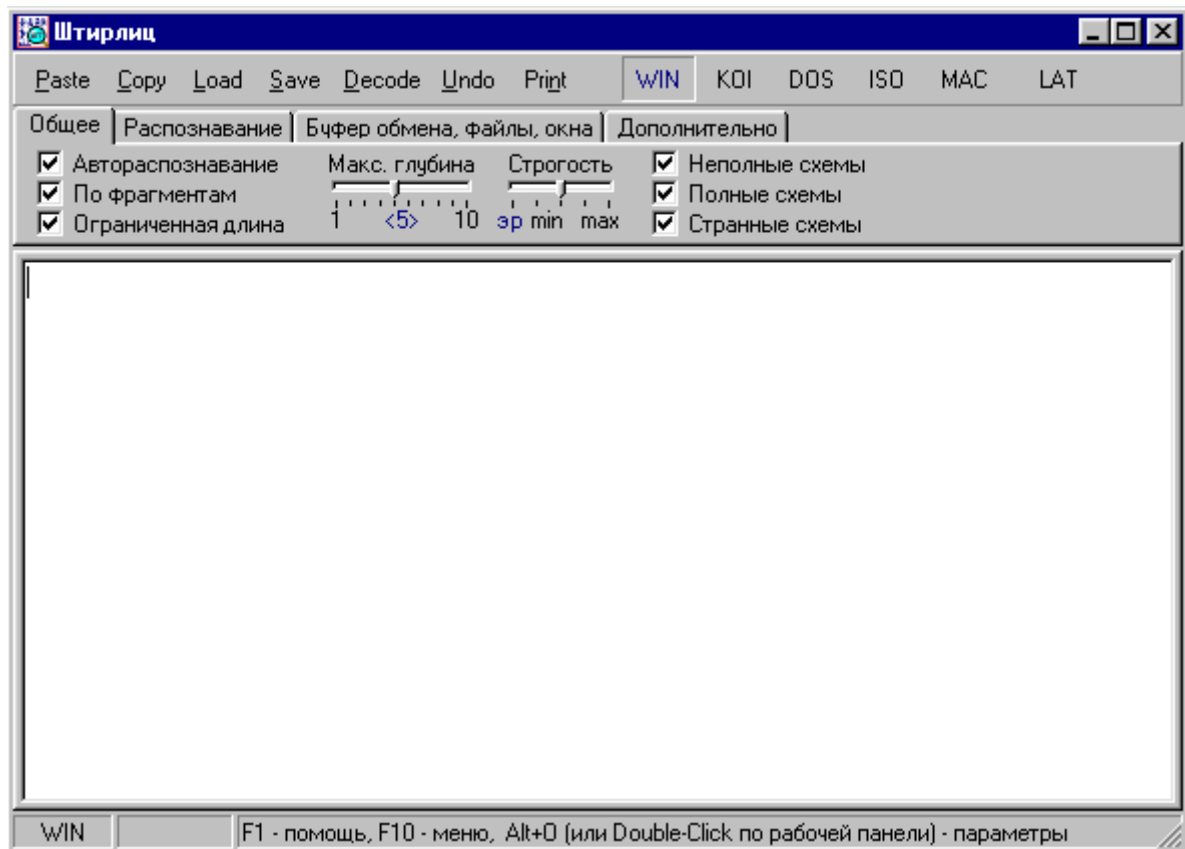 Штирлиц
Paste Copy Load Save Decode Undo Print WIN KOI DOS ISO MAC LAT
Общее Распознавание Буфер обмена, файлы, окна Дополнительно
Автораспознавание Макс. глубина Строгость Неполные схемы
По фрагментам Полные схемы
Ограниченная длина 1 <5> 10 эр min max Странные схемы
WIN F1 - помощь, F10 - меню, Alt+O (или Double-Click по рабочей панели) - параметры